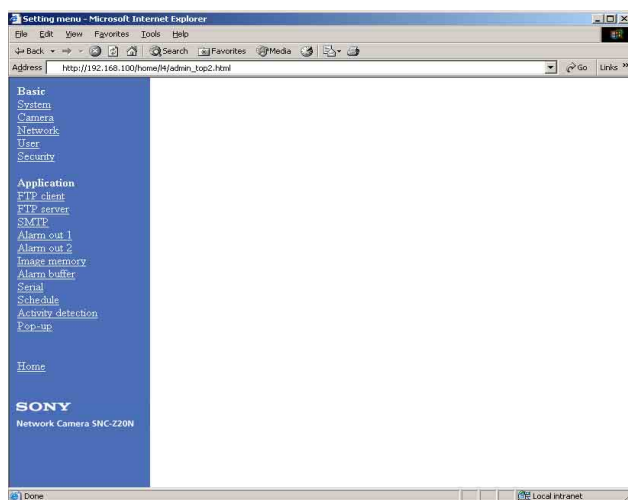 Setting menu - Microsoft Internet Explorer
File Edit View Favorites Tools Help
Back Search Favorites Media
Address http://192.168.100/home/l4/admin_top2.html Go Links »
Basic
System
Camera
Network
User
Security
Application
FTP client
FTP server
SMTP
Alarm out 1
Alarm out 2
Image memory
Alarm buffer
Serial
Schedule
Activity detection
Pop-up
Home
SONY
Network Camera SNC-Z20N
Done Local intranet